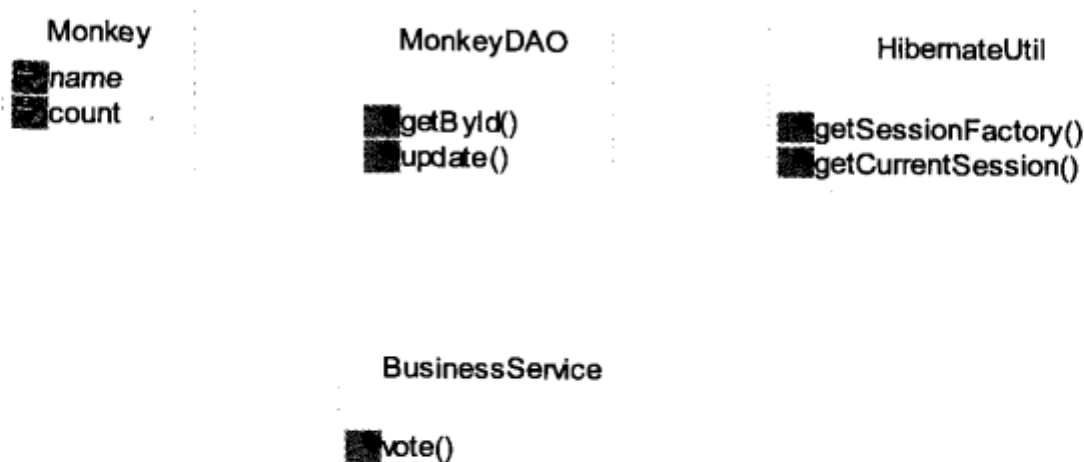 Monkey
name
count
MonkeyDAO
getById()
update()
HibernateUtil
getSessionFactory()
getCurrentSession()
BusinessService
vote()